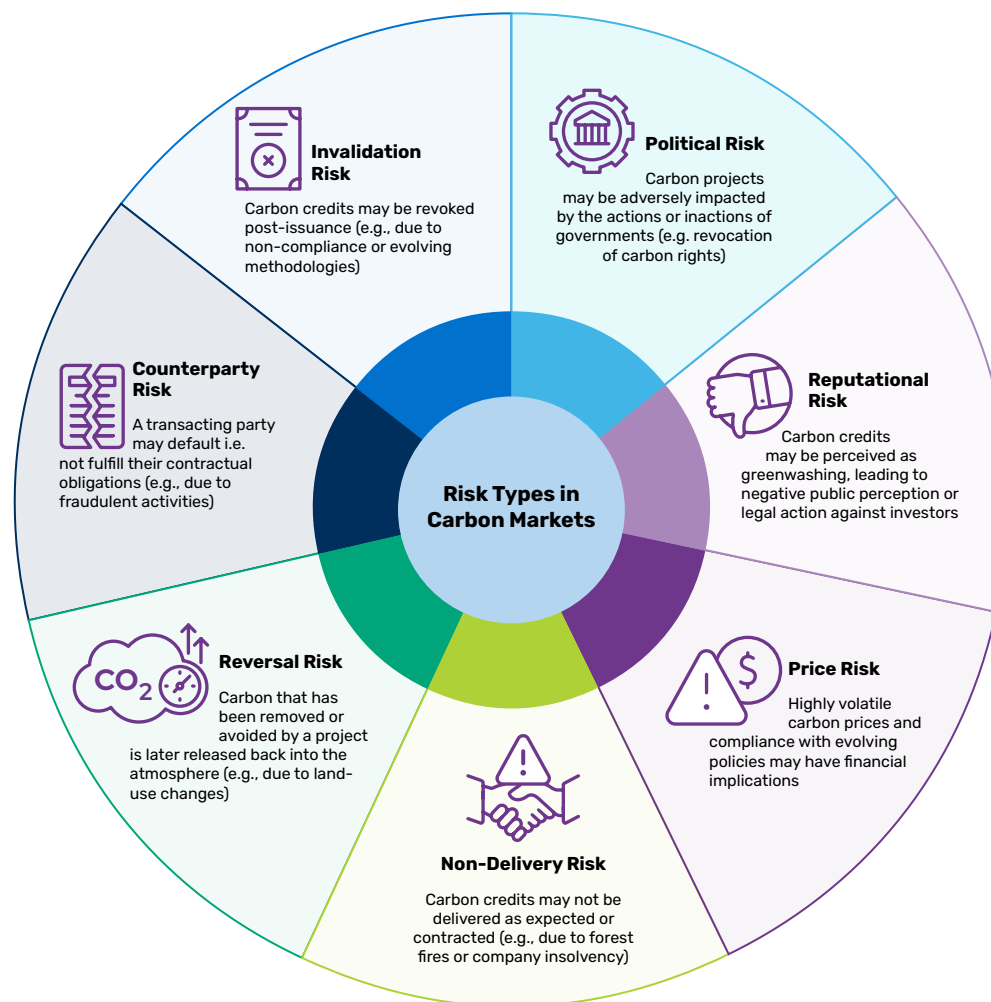 Risk Types in
Carbon Markets
Political Risk
Carbon projects
may be adversely impacted
by the actions or inactions of
governments (e.g. revocation
of carbon rights)
Reputational
Risk
Carbon credits
may be perceived as
greenwashing, leading to
negative public perception or
legal action against investors
$
Price Risk
Highly volatile
carbon prices and
compliance with evolving
policies may have financial
implications
Non-Delivery Risk
Carbon credits may not be
delivered as expected or
contracted (e.g., due to forest
fires or company insolvency)
CO2
Reversal Risk
Carbon that has
been removed or
avoided by a project
is later released back into the
atmosphere (e.g., due to land-
use changes)
Counterparty
Risk
A transacting party
may default i.e.
not fulfill their contractual
obligations (e.g., due to
fraudulent activities)
Invalidation
Risk
Carbon credits may be revoked
post-issuance (e.g., due to
non-compliance or evolving
methodologies)